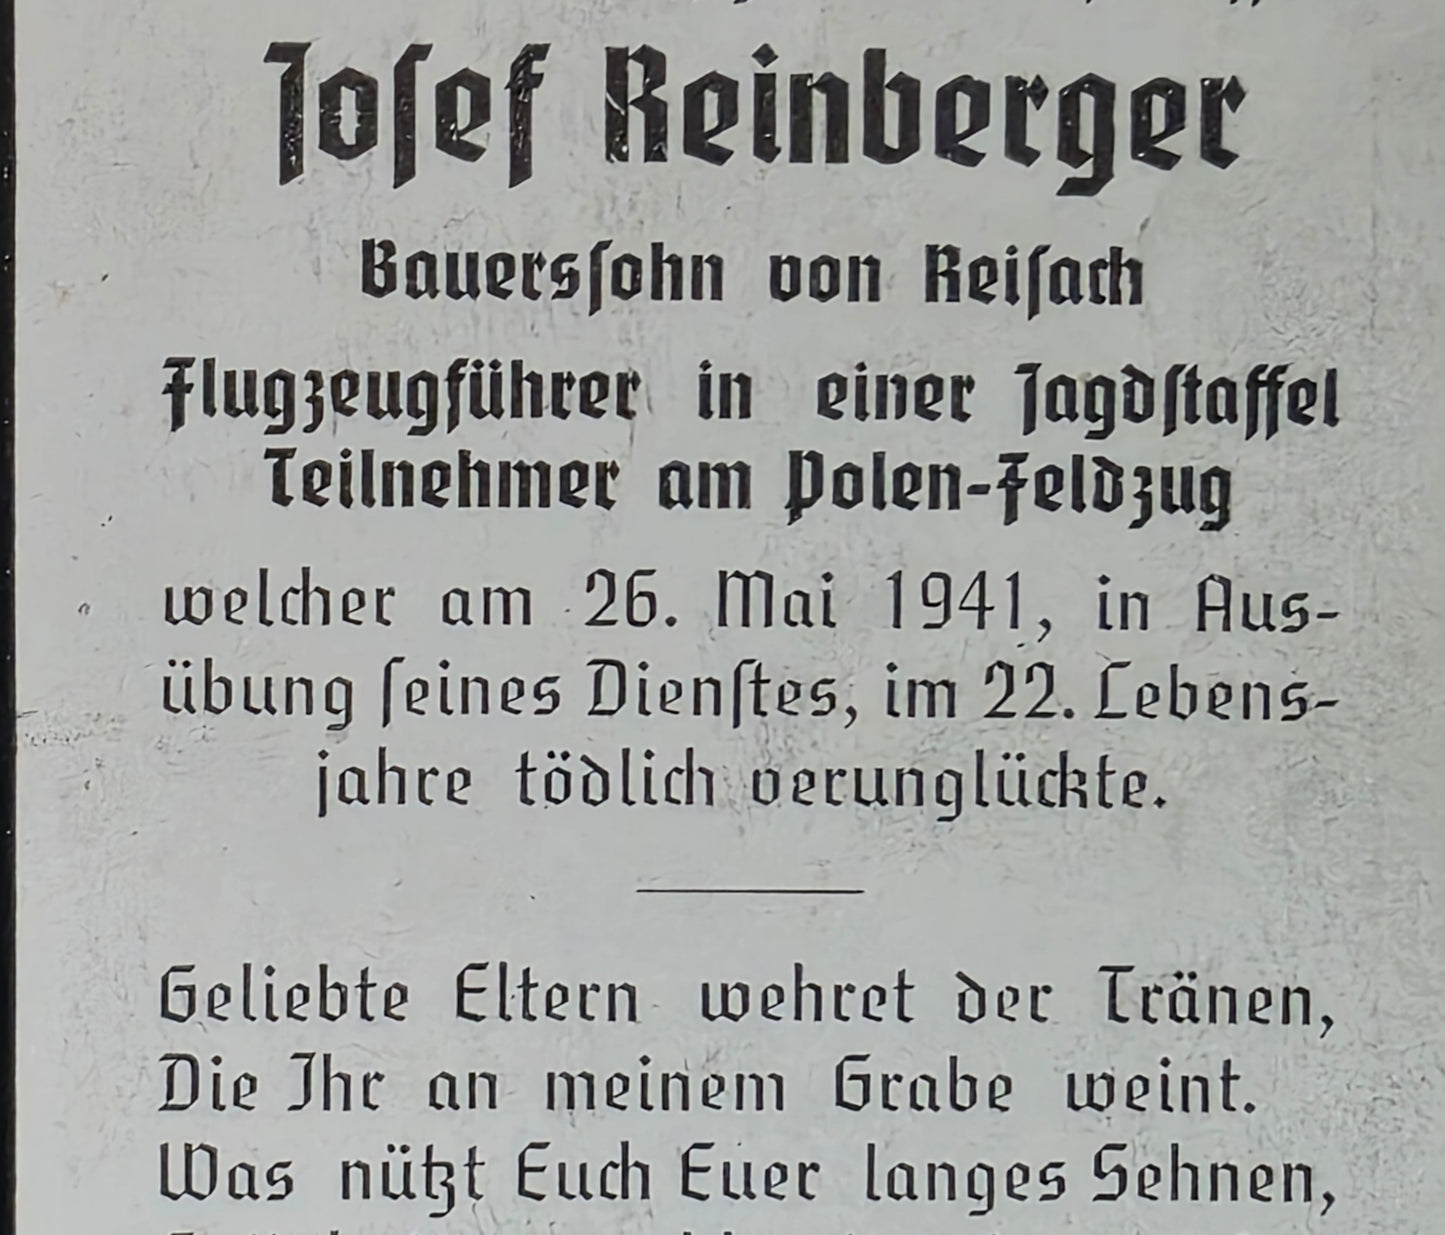 Joſef Reinberger
Bauersſohn von Reiſach
Flugzeugführer in einer Jagdſtaffel
Teilnehmer am Polen-Feldzug
welcher am 26. Mai 1941, in Aus-
übung ſeines Dienſtes, im 22. Lebens-
jahre tödlich verunglückte.
Geliebte Eltern wehret der Tränen,
Die Ihr an meinem Grabe weint.
Was nützt Euch Euer langes Sehnen,